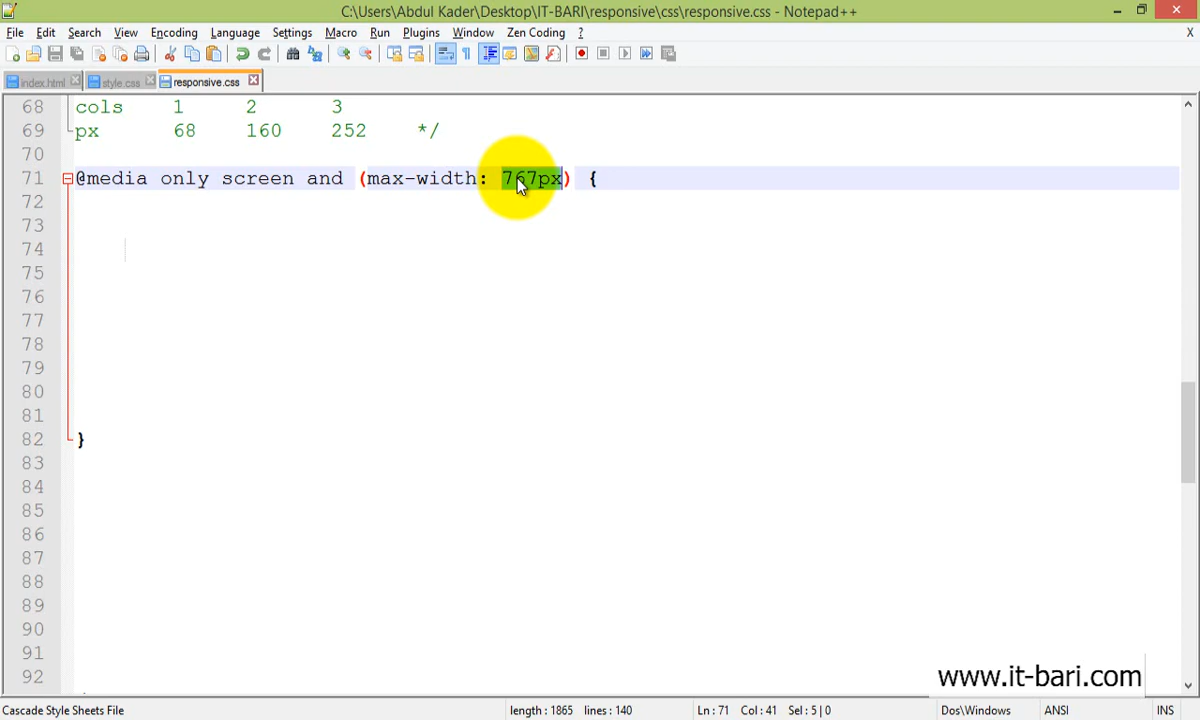 C:\Users\Abdul Kader\Desktop\IT-BARI\responsive\css\responsive.css - Notepad++
File Edit Search View Encoding Language Settings Macro Run Plugins Window Zen Coding ? X
index.html style.css responsive.css
68 cols 1 2 3
69 px 68 160 252 */
70
71 @media only screen and (max-width: 767px) {
72
73
74
75
76
77
78
79
80
81
82 }
83
84
85
86
87
88
89
90
91
92
www.it-bari.com
Cascade Style Sheets File length : 1865 lines : 140 Ln : 71 Col : 41 Sel : 5 | 0 Dos\Windows ANSI INS